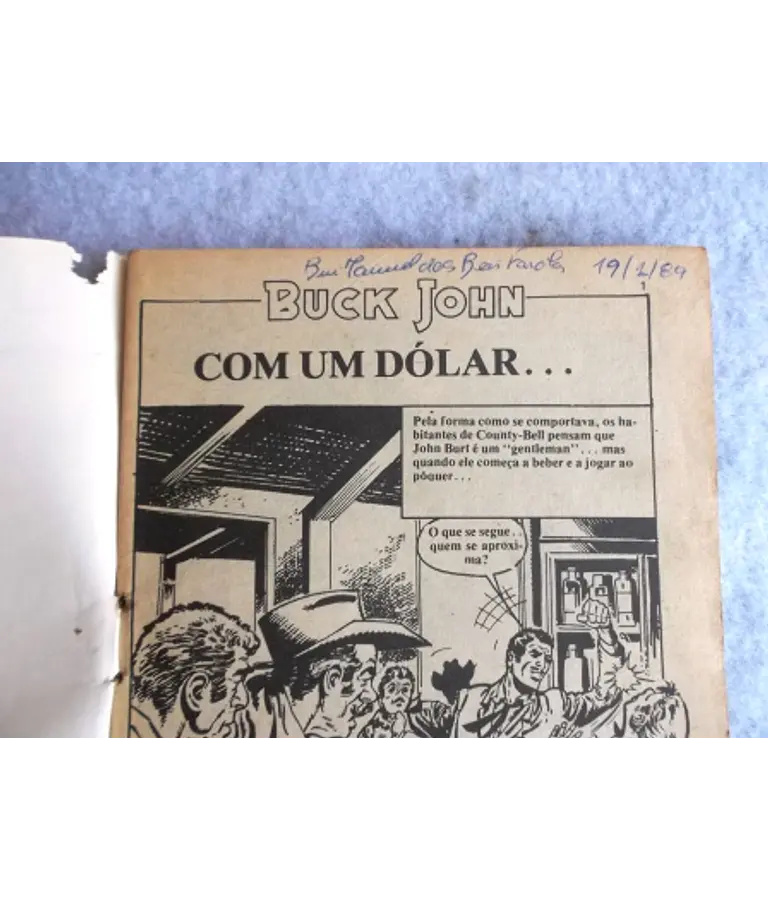 dos Reis 19/1/89
1
BUCK JOHN
COM UM DÓLAR...
Pela forma como se comportava, os ha-
bitantes de County-Bell pensam que
John Burt é um "gentleman"... mas
quando ele começa a beber e a jogar ao
póquer...
O que se segue..
quem se aproxi-
ma?